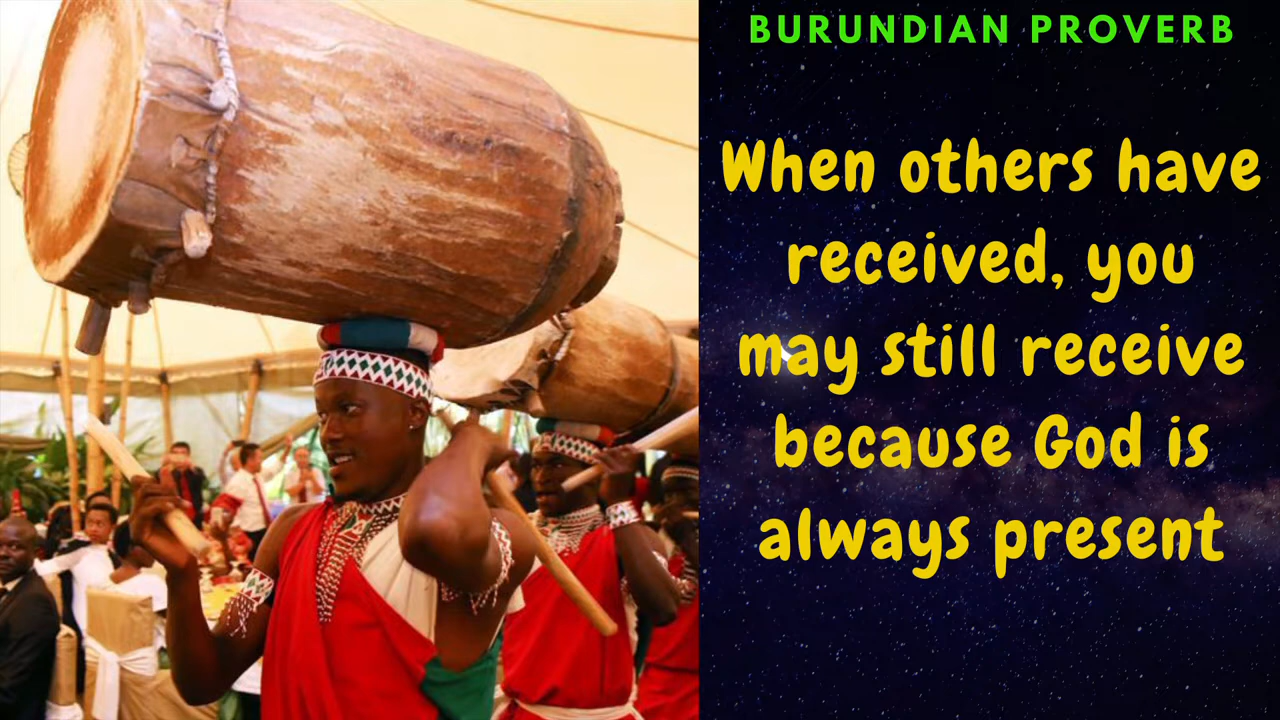 BURUNDIAN PROVERB
When others have
received, you
may still receive
because God is
always present